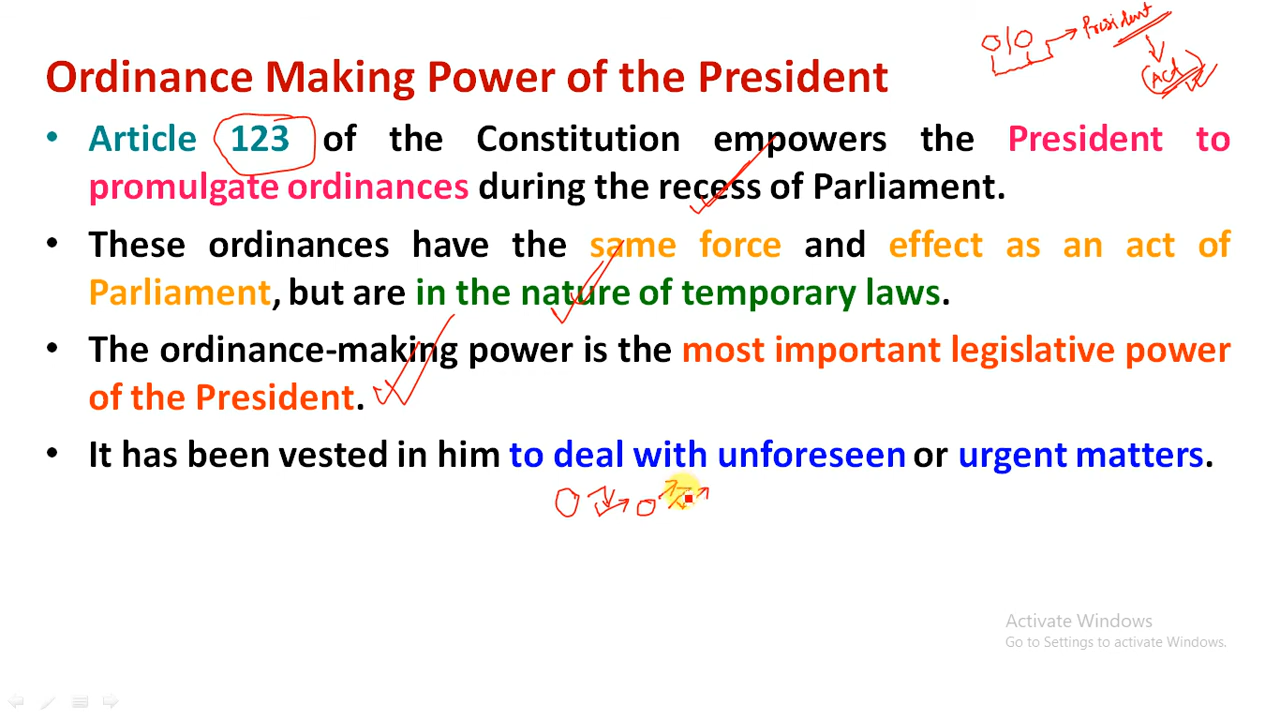 President
(Act)
Ordinance Making Power of the President
• Article 123 of the Constitution empowers the President to
promulgate ordinances during the recess of Parliament.
• These ordinances have the same force and effect as an act of
Parliament, but are in the nature of temporary laws.
• The ordinance-making power is the most important legislative power
of the President.
• It has been vested in him to deal with unforeseen or urgent matters.
Activate Windows
Go to Settings to activate Windows.